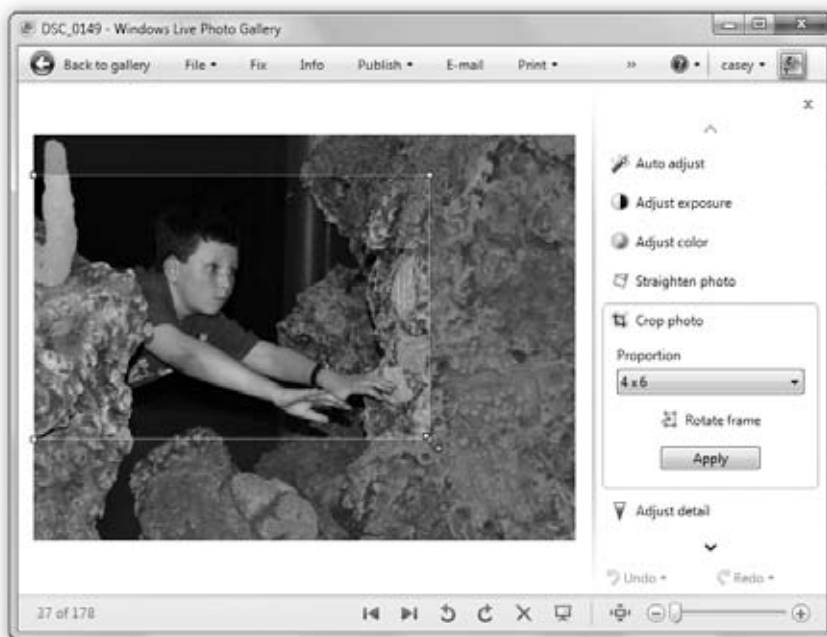 DSC_0149 - Windows Live Photo Gallery
Back to gallery File Fix Info Publish E-mail Print » casey
Auto adjust
Adjust exposure
Adjust color
Straighten photo
Crop photo
Proportion
4 x 6
Rotate frame
Apply
Adjust detail
Undo Redo
37 of 178